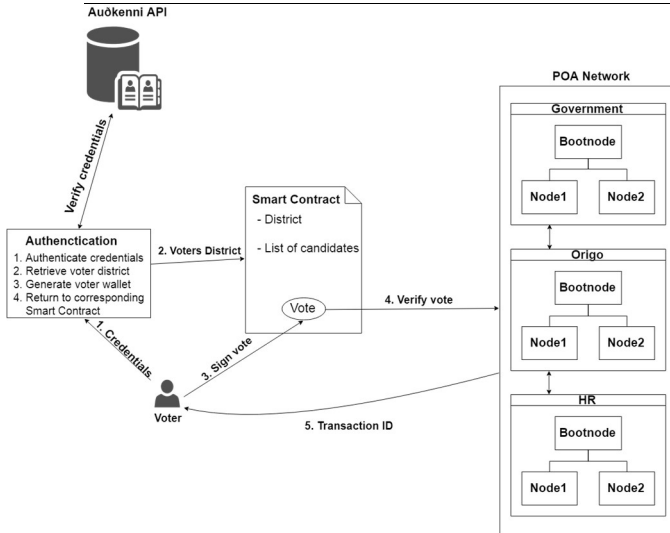 Auðkenni API
Verify credentials
Authenctication
1. Authenticate credentials
2. Retrieve voter district
3. Generate voter wallet
4. Return to corresponding
Smart Contract
2. Voters District
Smart Contract
- District
- List of candidates
Vote
1. Credentials
3. Sign vote
Voter
4. Verify vote
5. Transaction ID
POA Network
Government
Bootnode
Node1
Node2
Origo
Bootnode
Node1
Node2
HR
Bootnode
Node1
Node2